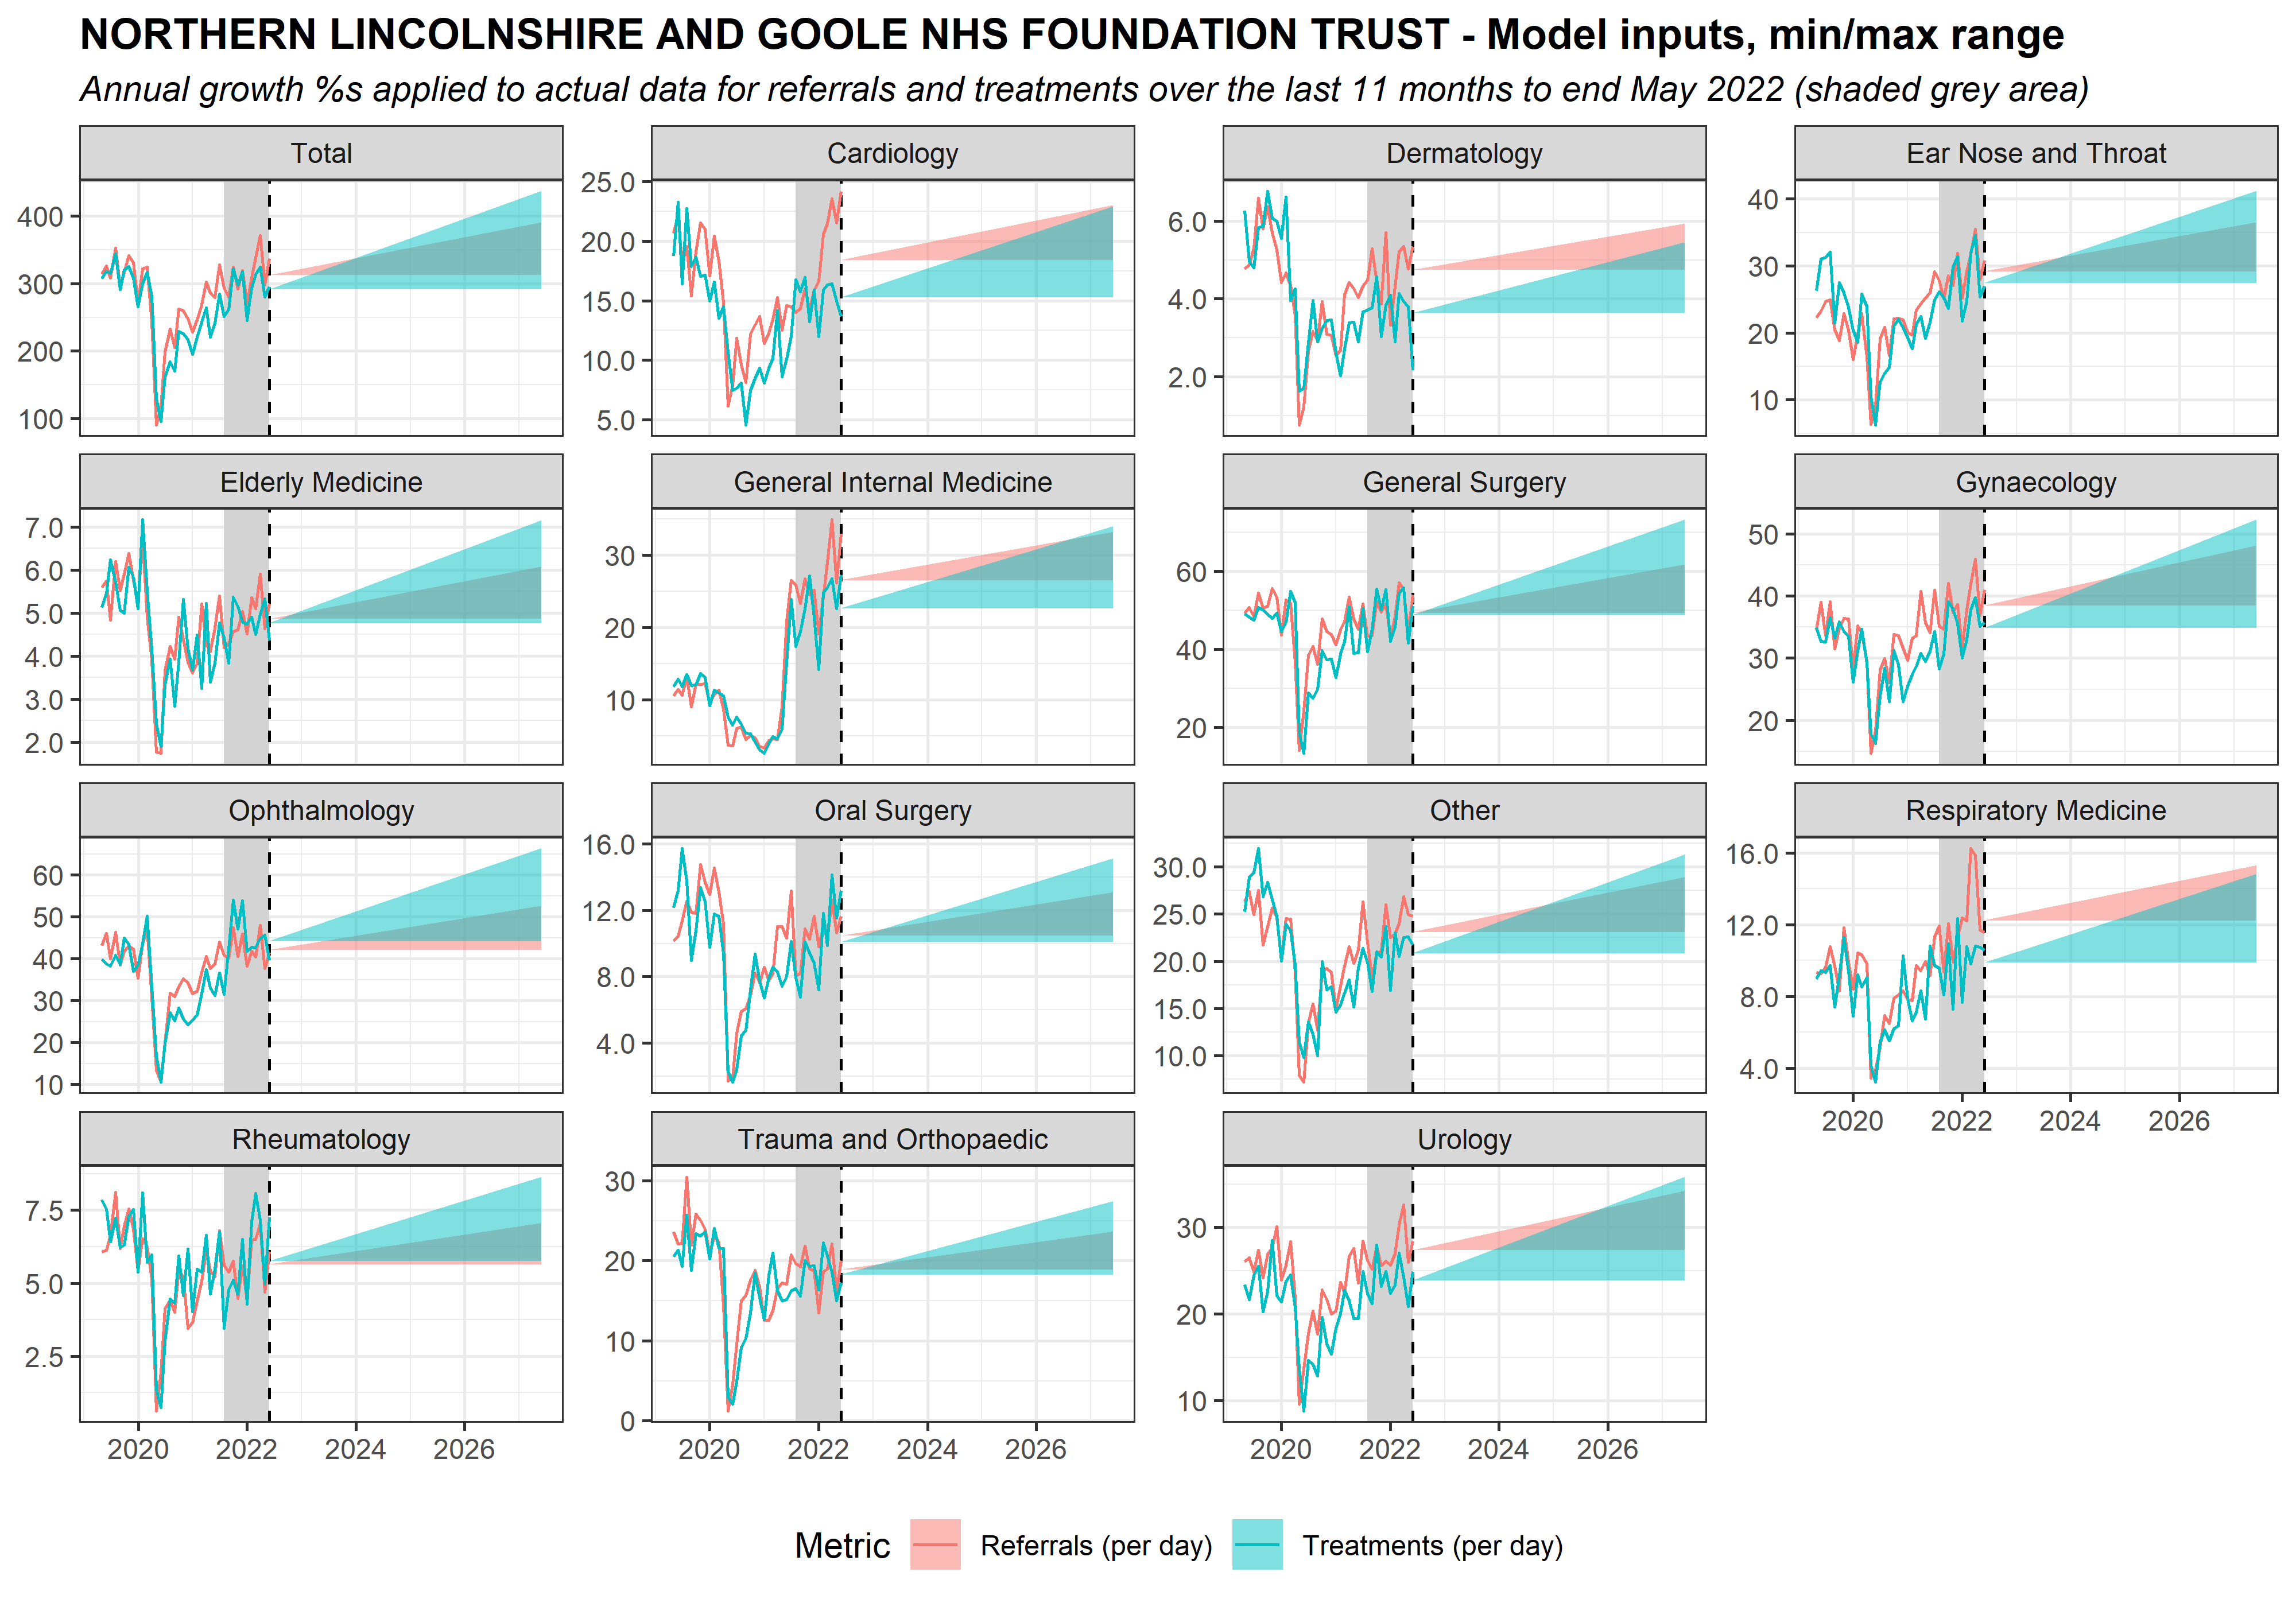 NORTHERN LINCOLNSHIRE AND GOOLE NHS FOUNDATION TRUST - Model inputs, min/max range
Annual growth %s applied to actual data for referrals and treatments over the last 11 months to end May 2022 (shaded grey area)
Total
400
300
200
100
Cardiology
25.0
20.0
15.0
10.0
5.0
Dermatology
6.0
4.0
2.0
Ear Nose and Throat
40
30
20
10
Elderly Medicine
7.0
6.0
5.0
4.0
3.0
2.0
General Internal Medicine
30
20
10
General Surgery
60
40
20
Gynaecology
50
40
30
20
Ophthalmology
60
50
40
30
20
10
Oral Surgery
16.0
12.0
8.0
4.0
Other
30.0
25.0
20.0
15.0
10.0
Respiratory Medicine
16.0
12.0
8.0
4.0
2020 2022 2024 2026
Rheumatology
7.5
5.0
2.5
2020 2022 2024 2026
Trauma and Orthopaedic
30
20
10
0
2020 2022 2024 2026
Urology
30
20
10
2020 2022 2024 2026
Metric Referrals (per day) Treatments (per day)